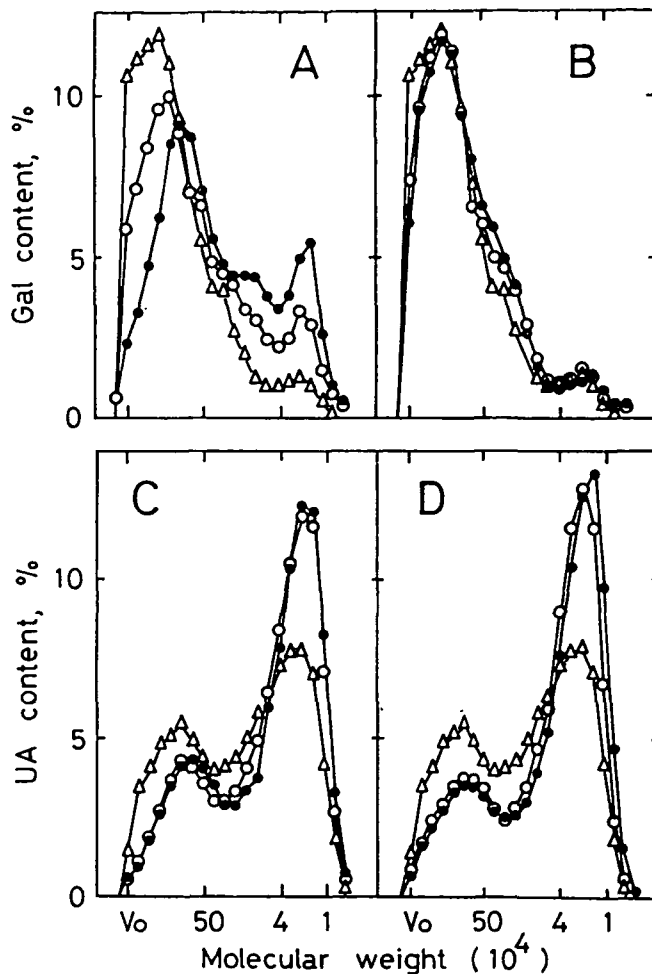 A
B
Gal content, %
10
5
0
C
D
UA content, %
10
5
0
Vo 50 4 1 Vo 50 4 1
Molecular weight (10⁴)